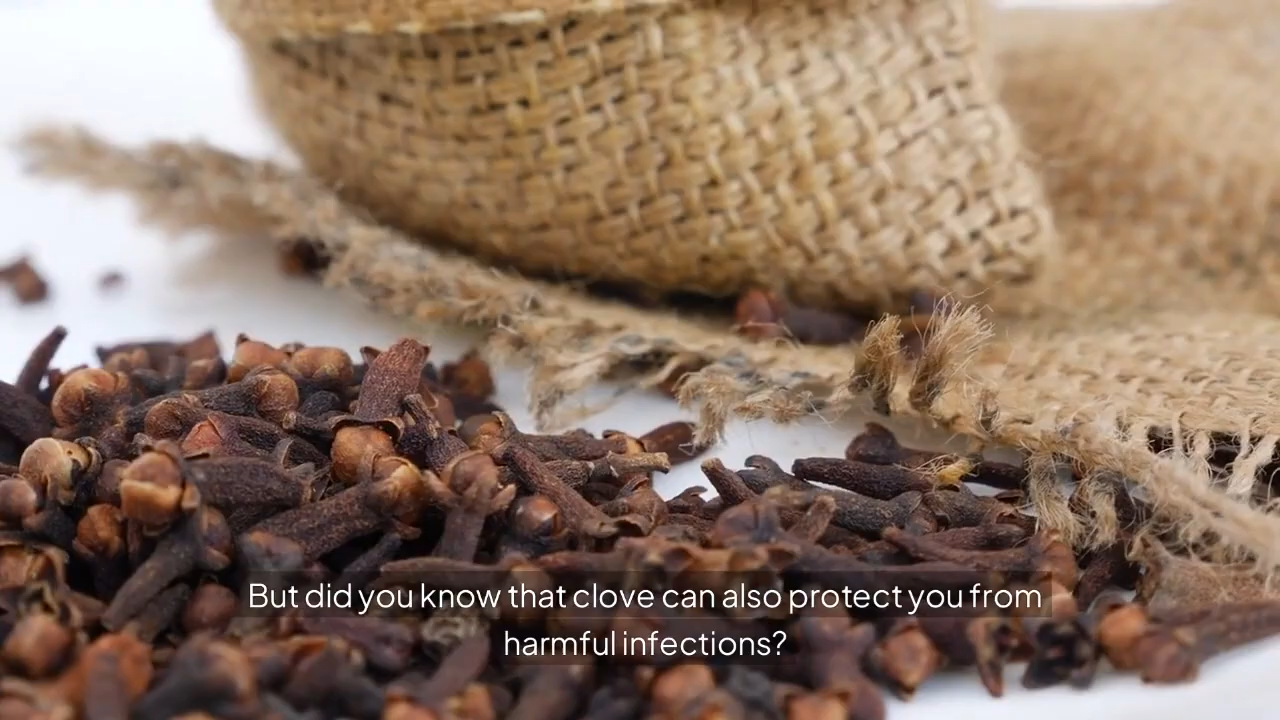 But did you know that clove can also protect you from
harmful infections?